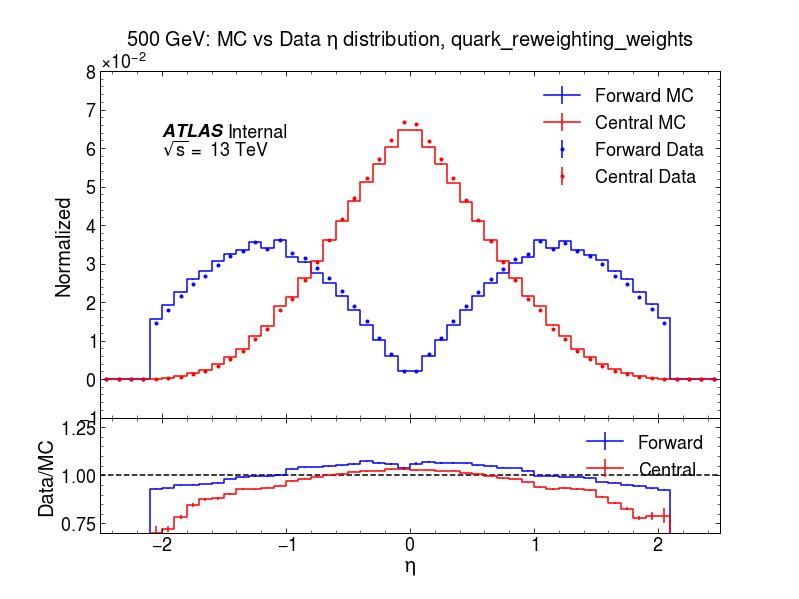 500 GeV: MC vs Data η distribution, quark_reweighting_weights
×10⁻²
8
7
6
5
4
3
2
1
0
−1
Normalized
ATLAS Internal
√s = 13 TeV
Forward MC
Central MC
Forward Data
Central Data
1.25
1.00
0.75
Data/MC
Forward
Central
−2 −1 0 1 2
η